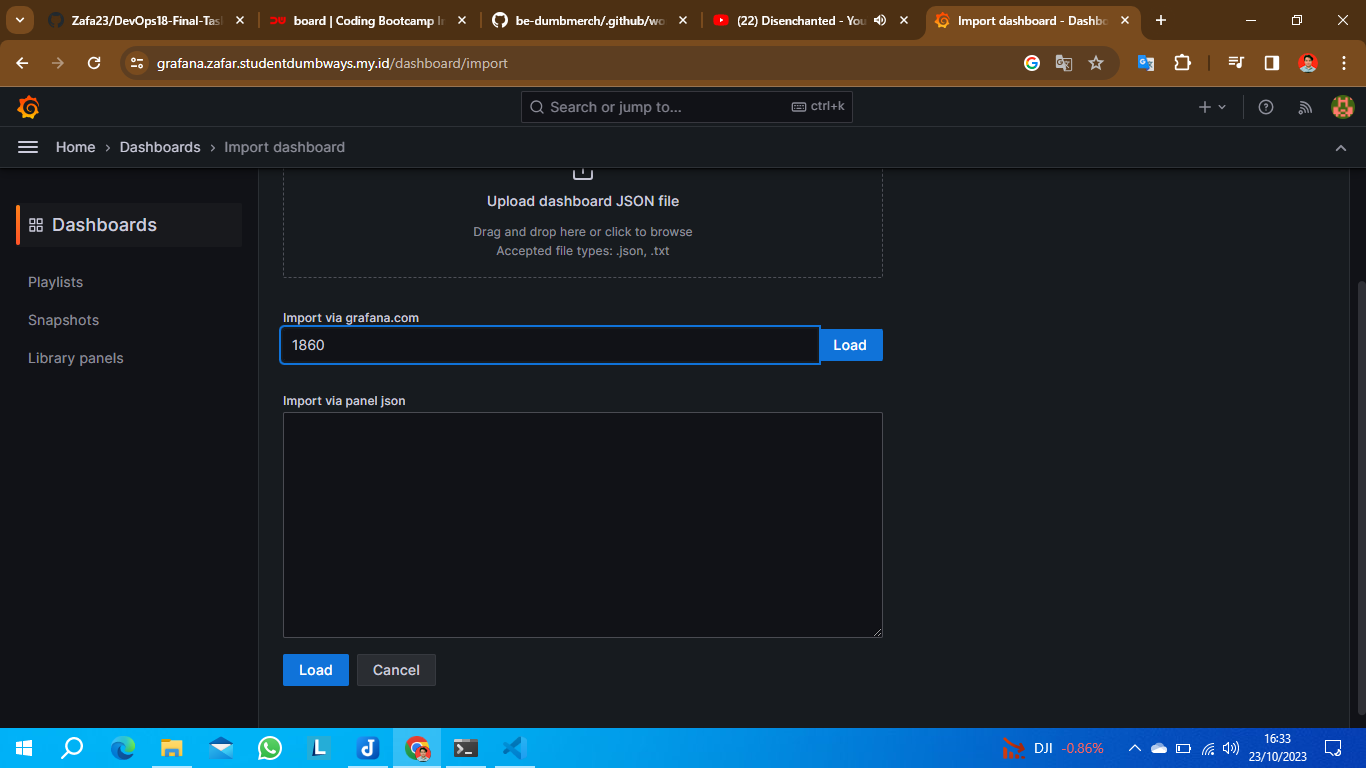 Zafa23/DevOps18-Final-Tas
board | Coding Bootcamp I
be-dumbmerch/.github/wo
(22) Disenchanted - You
Import dashboard - Dashb
grafana.zafar.studentdumbways.my.id/dashboard/import
Search or jump to...
ctrl+k
Home
Dashboards
Import dashboard
Upload dashboard JSON file
Dashboards
Drag and drop here or click to browse
Accepted file types: .json, .txt
Playlists
Snapshots
Library panels
Import via grafana.com
1860
Load
Import via panel json
Load
Cancel
DJI -0.86%
16:33
23/10/2023